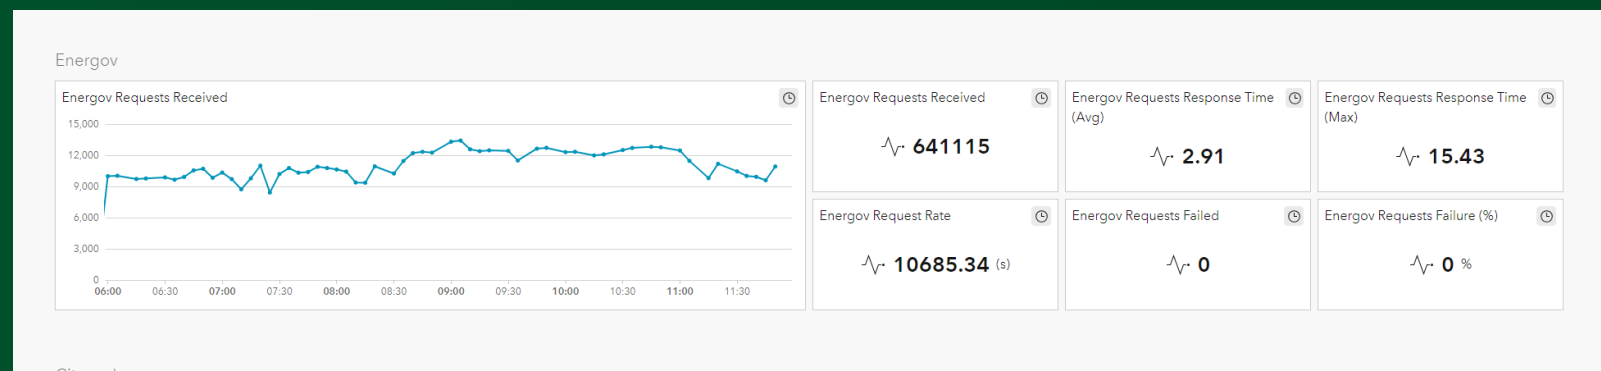 Energov
Energov Requests Received
15,000
12,000
9,000
6,000
3,000
0
06:00 06:30 07:00 07:30 08:00 08:30 09:00 09:30 10:00 10:30 11:00 11:30
Energov Requests Received
641115
Energov Requests Response Time
(Avg)
2.91
Energov Requests Response Time
(Max)
15.43
Energov Request Rate
10685.34 (s)
Energov Requests Failed
0
Energov Requests Failure (%)
0 %